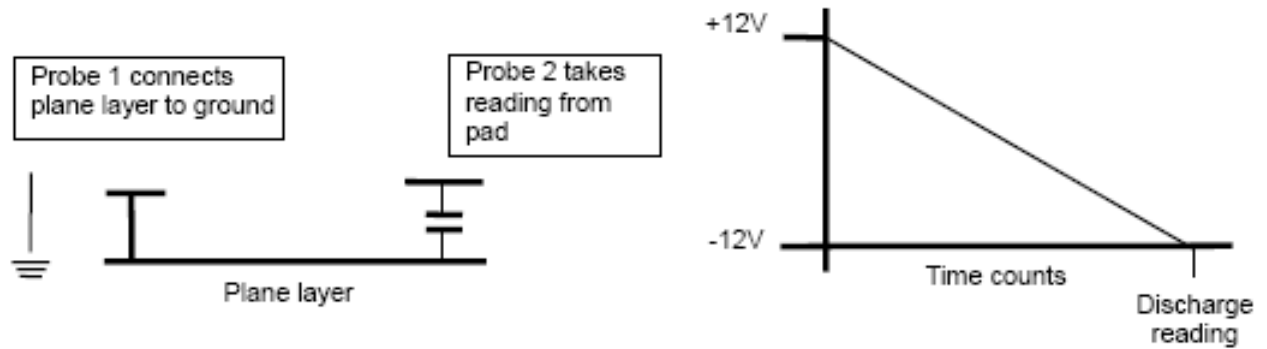 Probe 1 connects
plane layer to ground
Probe 2 takes
reading from
pad
Plane layer
+12V
-12V
Time counts
Discharge
reading